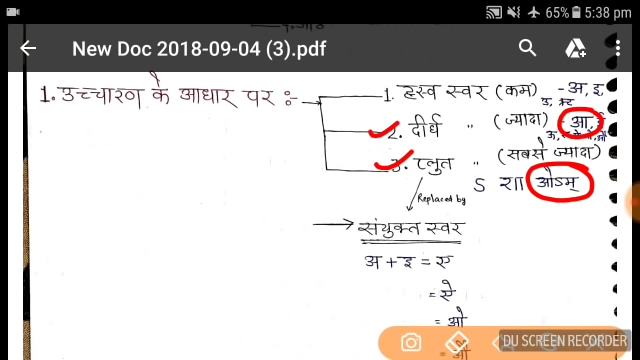 65% 5:38 pm
New Doc 2018-09-04 (3).pdf
1. उच्चारण के आधार पर :-
1. ह्रस्व स्वर (कम) - अ, इ,
उ, ऋ
2. दीर्घ " (ज्यादा) - आ, ई
3. प्लुत " (सबसे ज्यादा)
S या ओऽम्
Replaced by
संयुक्त स्वर
अ + इ = ए
= ऐ
= ओ
= औ
DU SCREEN RECORDER